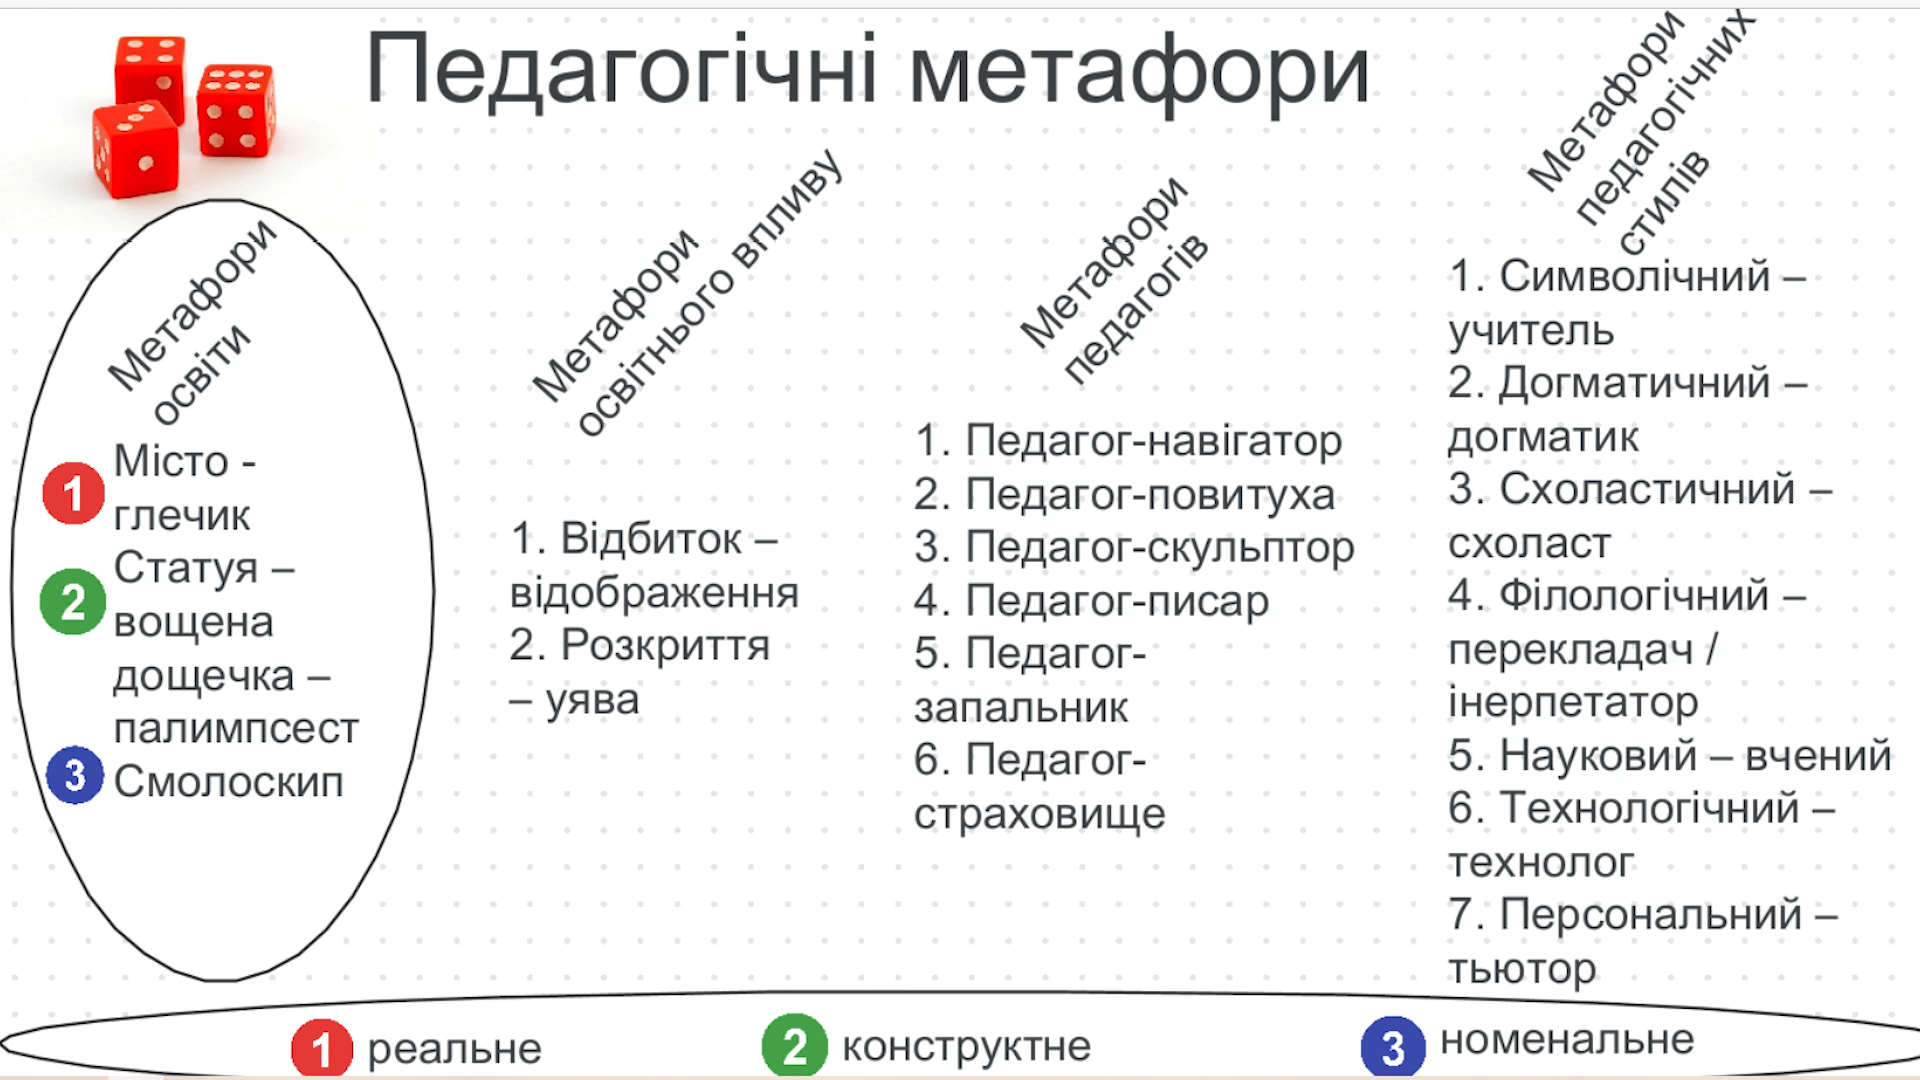 Педагогічні метафори
Метафори
освіти
1
Місто -
глечик
2
Статуя –
вощена
дощечка –
палимпсест
3
Смолоскип
Метафори
освітнього впливу
1. Відбиток –
відображення
2. Розкриття
– уява
Метафори
педагогів
1. Педагог-навігатор
2. Педагог-повитуха
3. Педагог-скульптор
4. Педагог-писар
5. Педагог-
запальник
6. Педагог-
страховище
Метафори
педагогічних
стилів
1. Символічний –
учитель
2. Догматичний –
догматик
3. Схоластичний –
схоласт
4. Філологічний –
перекладач /
інерпетатор
5. Науковий – вчений
6. Технологічний –
технолог
7. Персональний –
тьютор
1 реальне
2 конструктне
3 номенальне